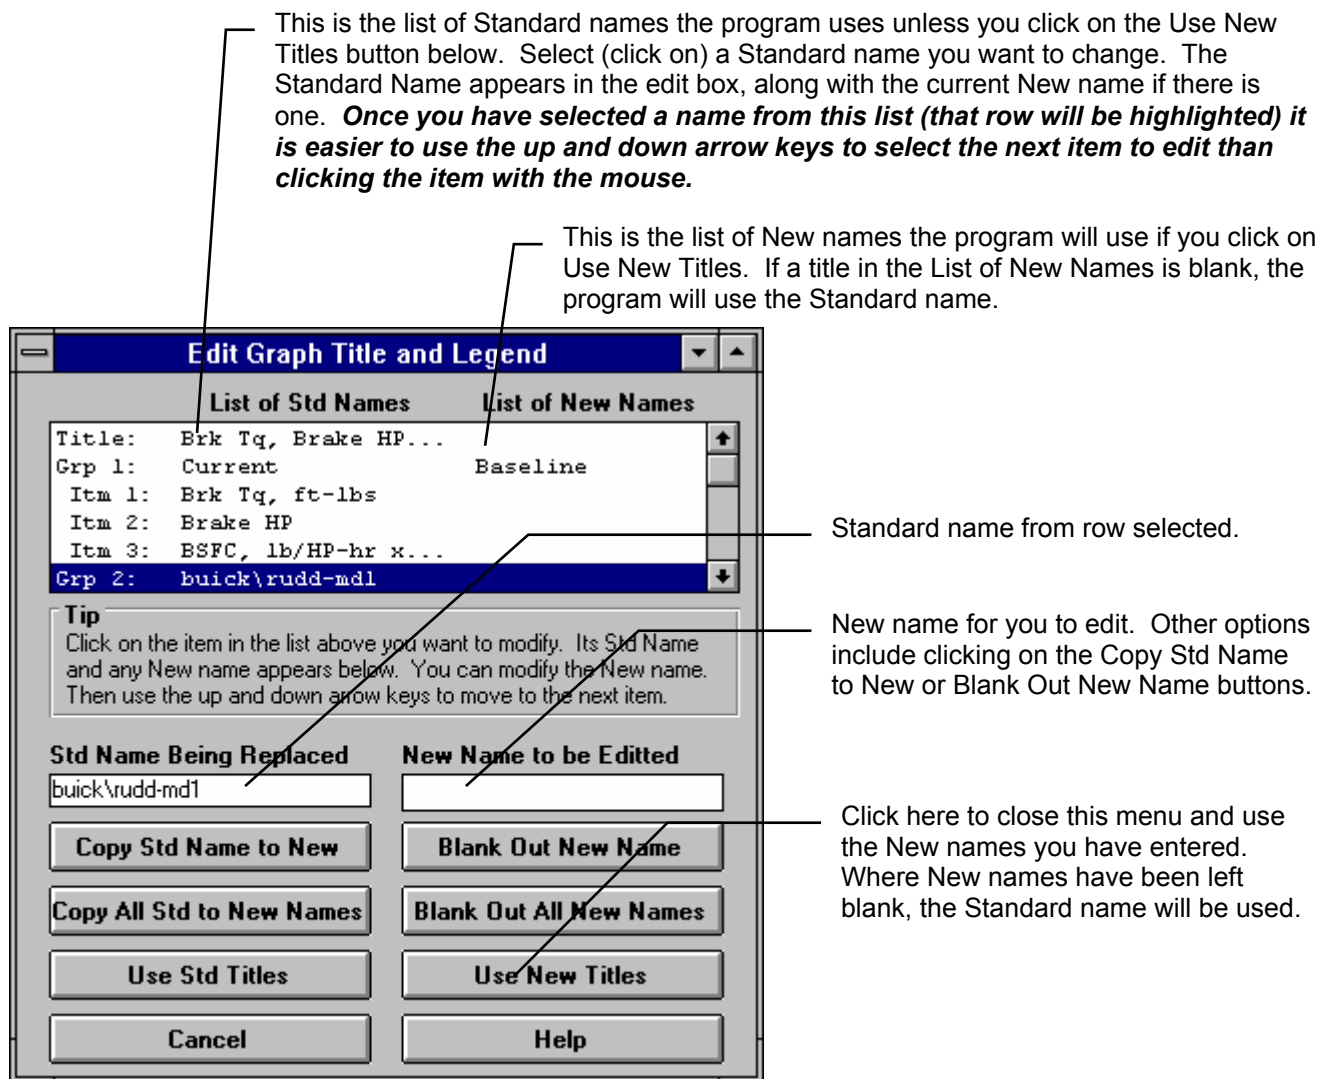 This is the list of Standard names the program uses unless you click on the Use New
Titles button below.  Select (click on) a Standard name you want to change.  The
Standard Name appears in the edit box, along with the current New name if there is
one.  Once you have selected a name from this list (that row will be highlighted) it
is easier to use the up and down arrow keys to select the next item to edit than
clicking the item with the mouse.
This is the list of New names the program will use if you click on
Use New Titles.  If a title in the List of New Names is blank, the
program will use the Standard name.
Edit Graph Title and Legend
List of Std Names List of New Names
Title: Brk Tq, Brake HP...
Grp 1: Current Baseline
Itm 1: Brk Tq, ft-lbs
Itm 2: Brake HP
Itm 3: BSFC, lb/HP-hr x...
Grp 2: buick\rudd-md1
Standard name from row selected.
Tip
Click on the item in the list above you want to modify.  Its Std Name
and any New name appears below.  You can modify the New name.
Then use the up and down arrow keys to move to the next item.
New name for you to edit.  Other options
include clicking on the Copy Std Name
to New or Blank Out New Name buttons.
Std Name Being Replaced New Name to be Editted
buick\rudd-md1
Copy Std Name to New Blank Out New Name
Copy All Std to New Names Blank Out All New Names
Use Std Titles Use New Titles
Cancel Help
Click here to close this menu and use
the New names you have entered.
Where New names have been left
blank, the Standard name will be used.